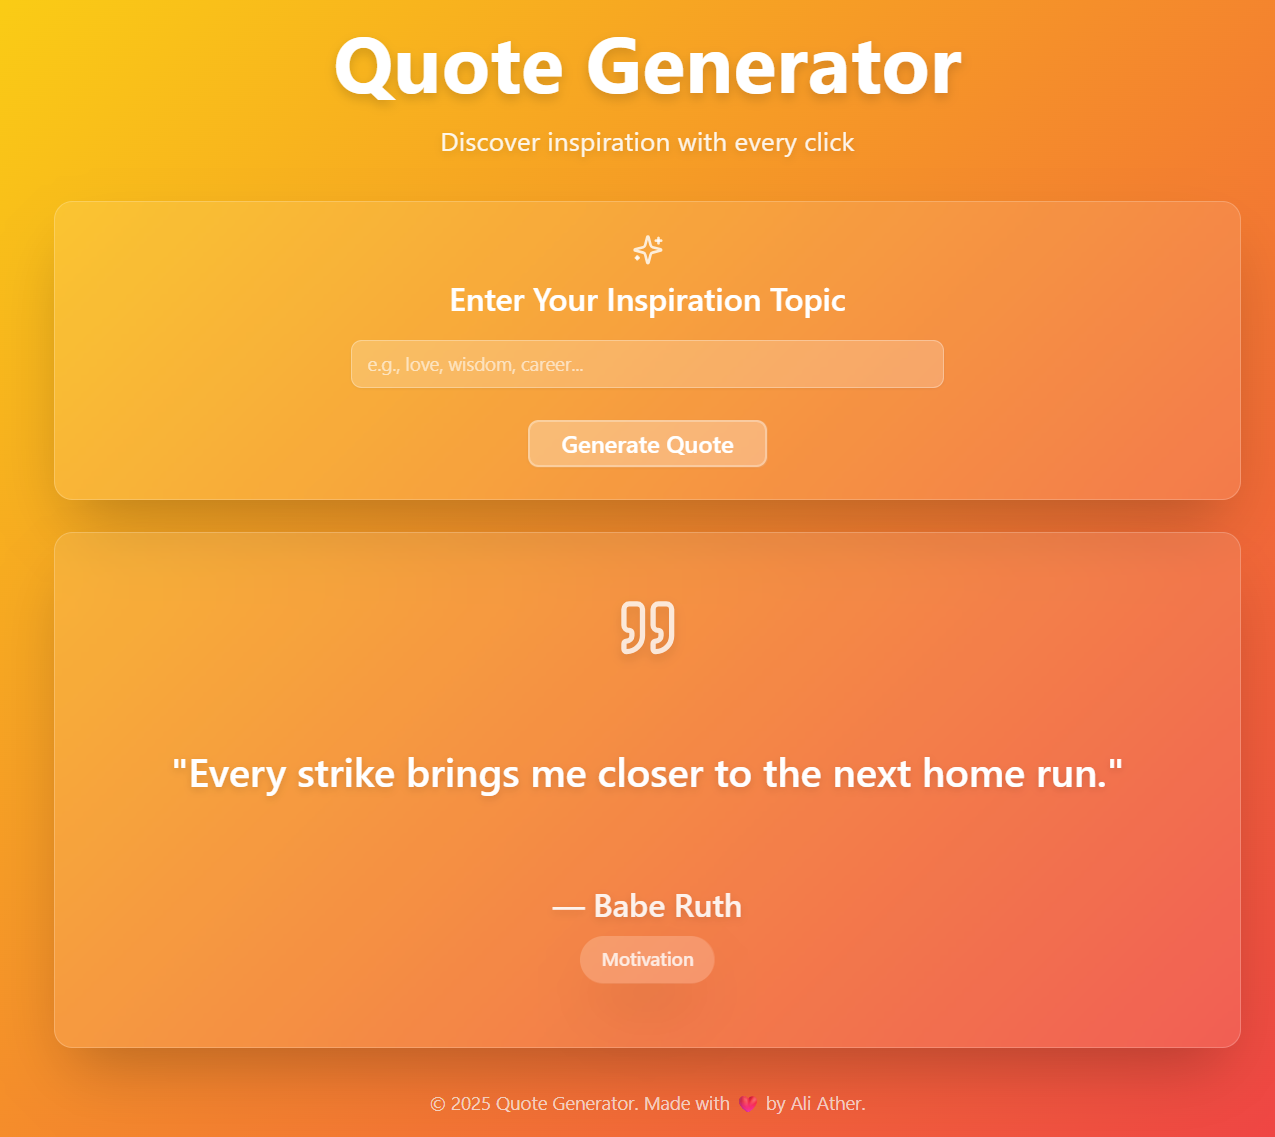 Quote Generator
Discover inspiration with every click
Enter Your Inspiration Topic
e.g., love, wisdom, career...
Generate Quote
"Every strike brings me closer to the next home run."
— Babe Ruth
Motivation
© 2025 Quote Generator. Made with 💗 by Ali Ather.